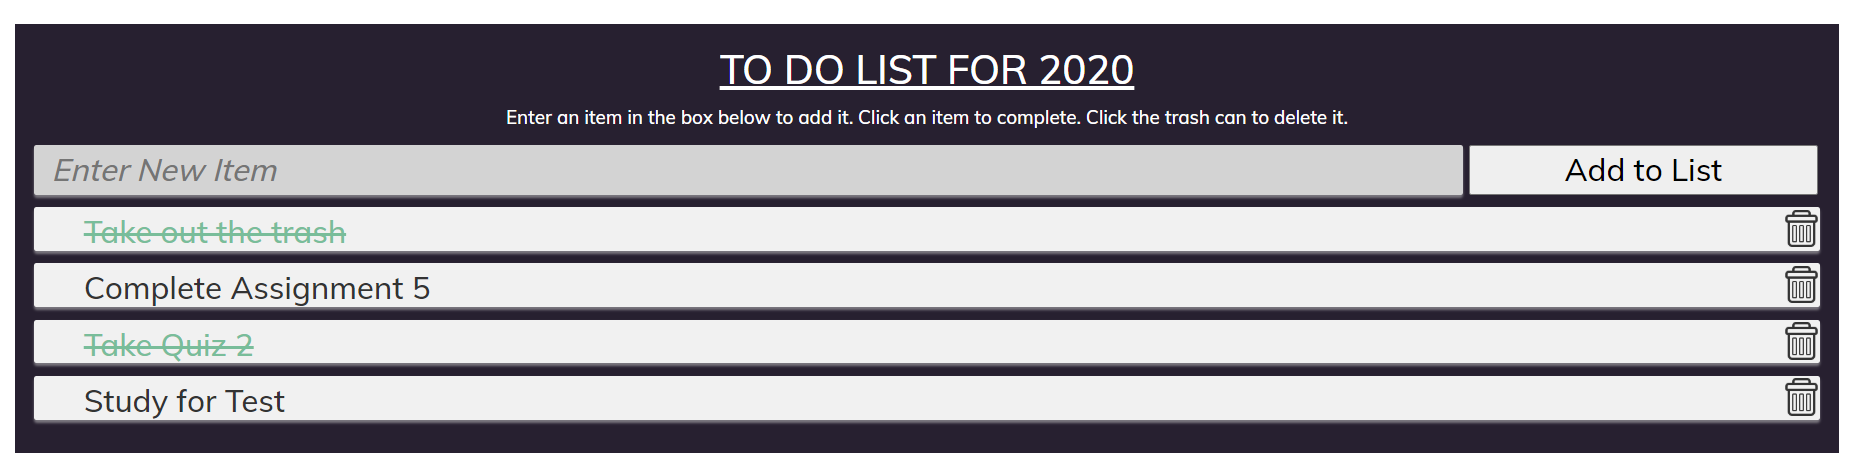 TO DO LIST FOR 2020
Enter an item in the box below to add it. Click an item to complete. Click the trash can to delete it.
Enter New Item
Add to List
Take out the trash
Complete Assignment 5
Take Quiz 2
Study for Test